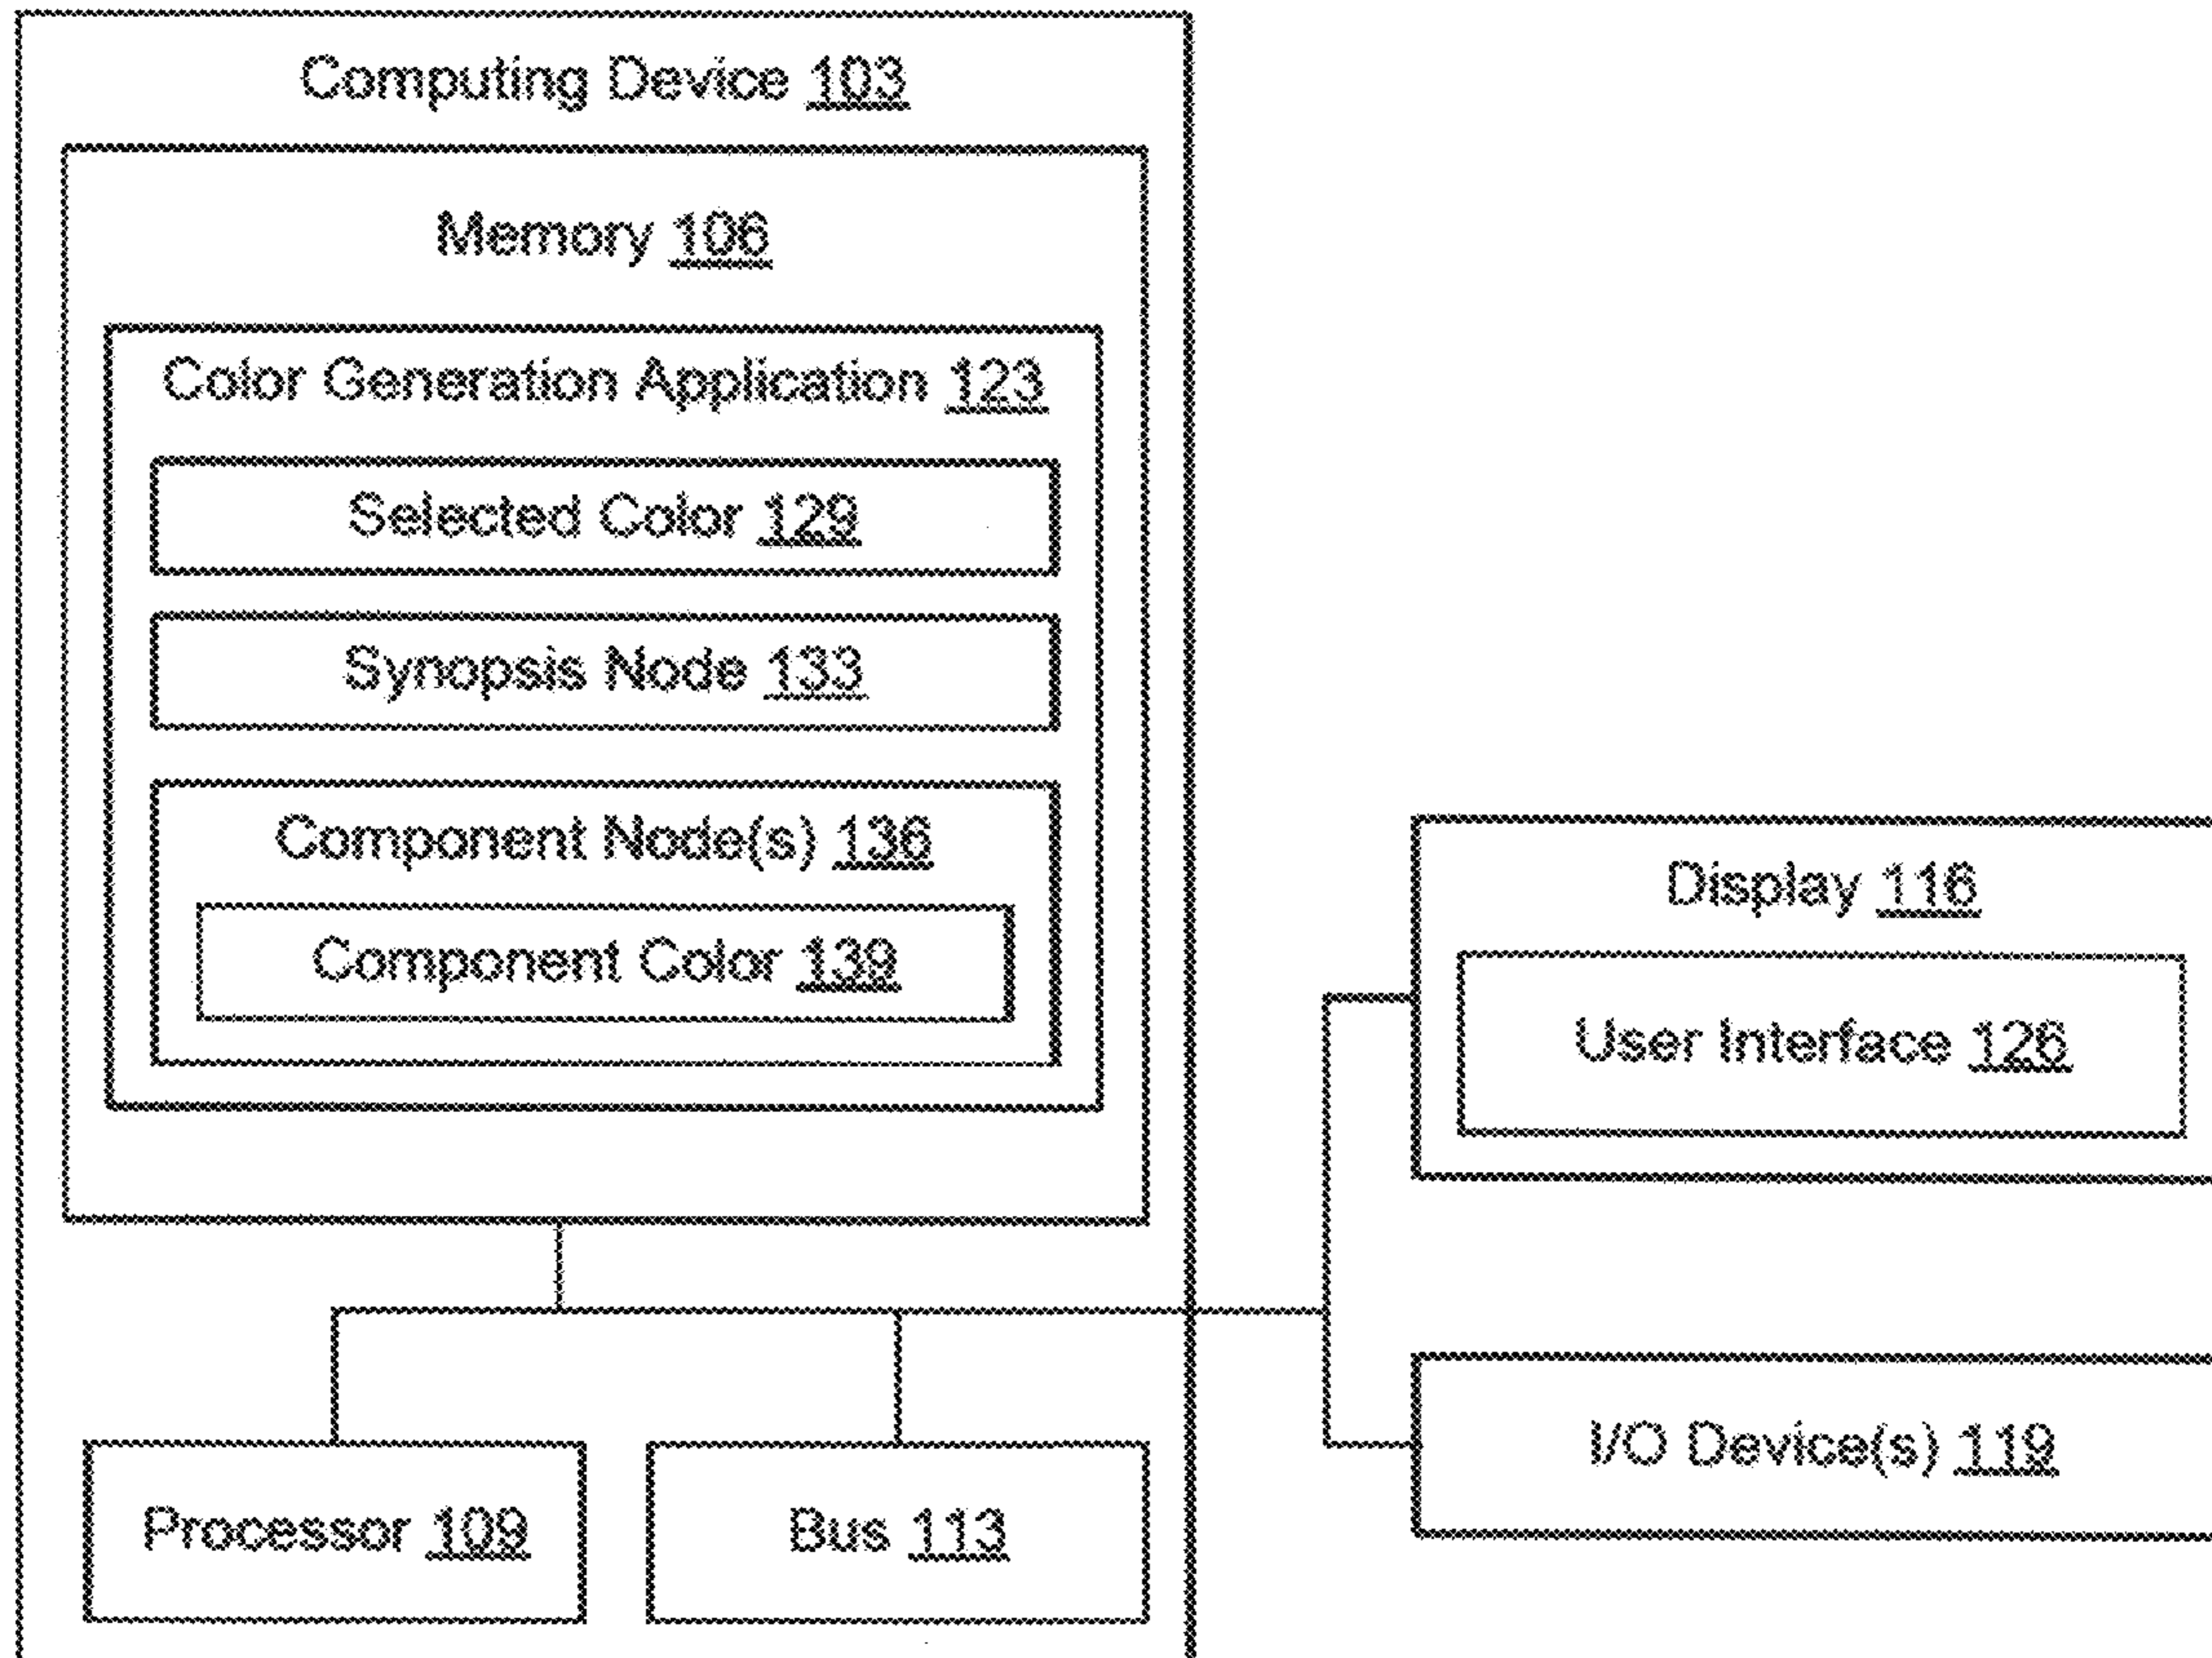 Computing Device 103
Memory 106
Color Generation Application 123
Selected Color 129
Synopsis Node 133
Component Node(s) 136
Component Color 139
Display 116
User Interface 126
I/O Device(s) 119
Processor 109
Bus 113